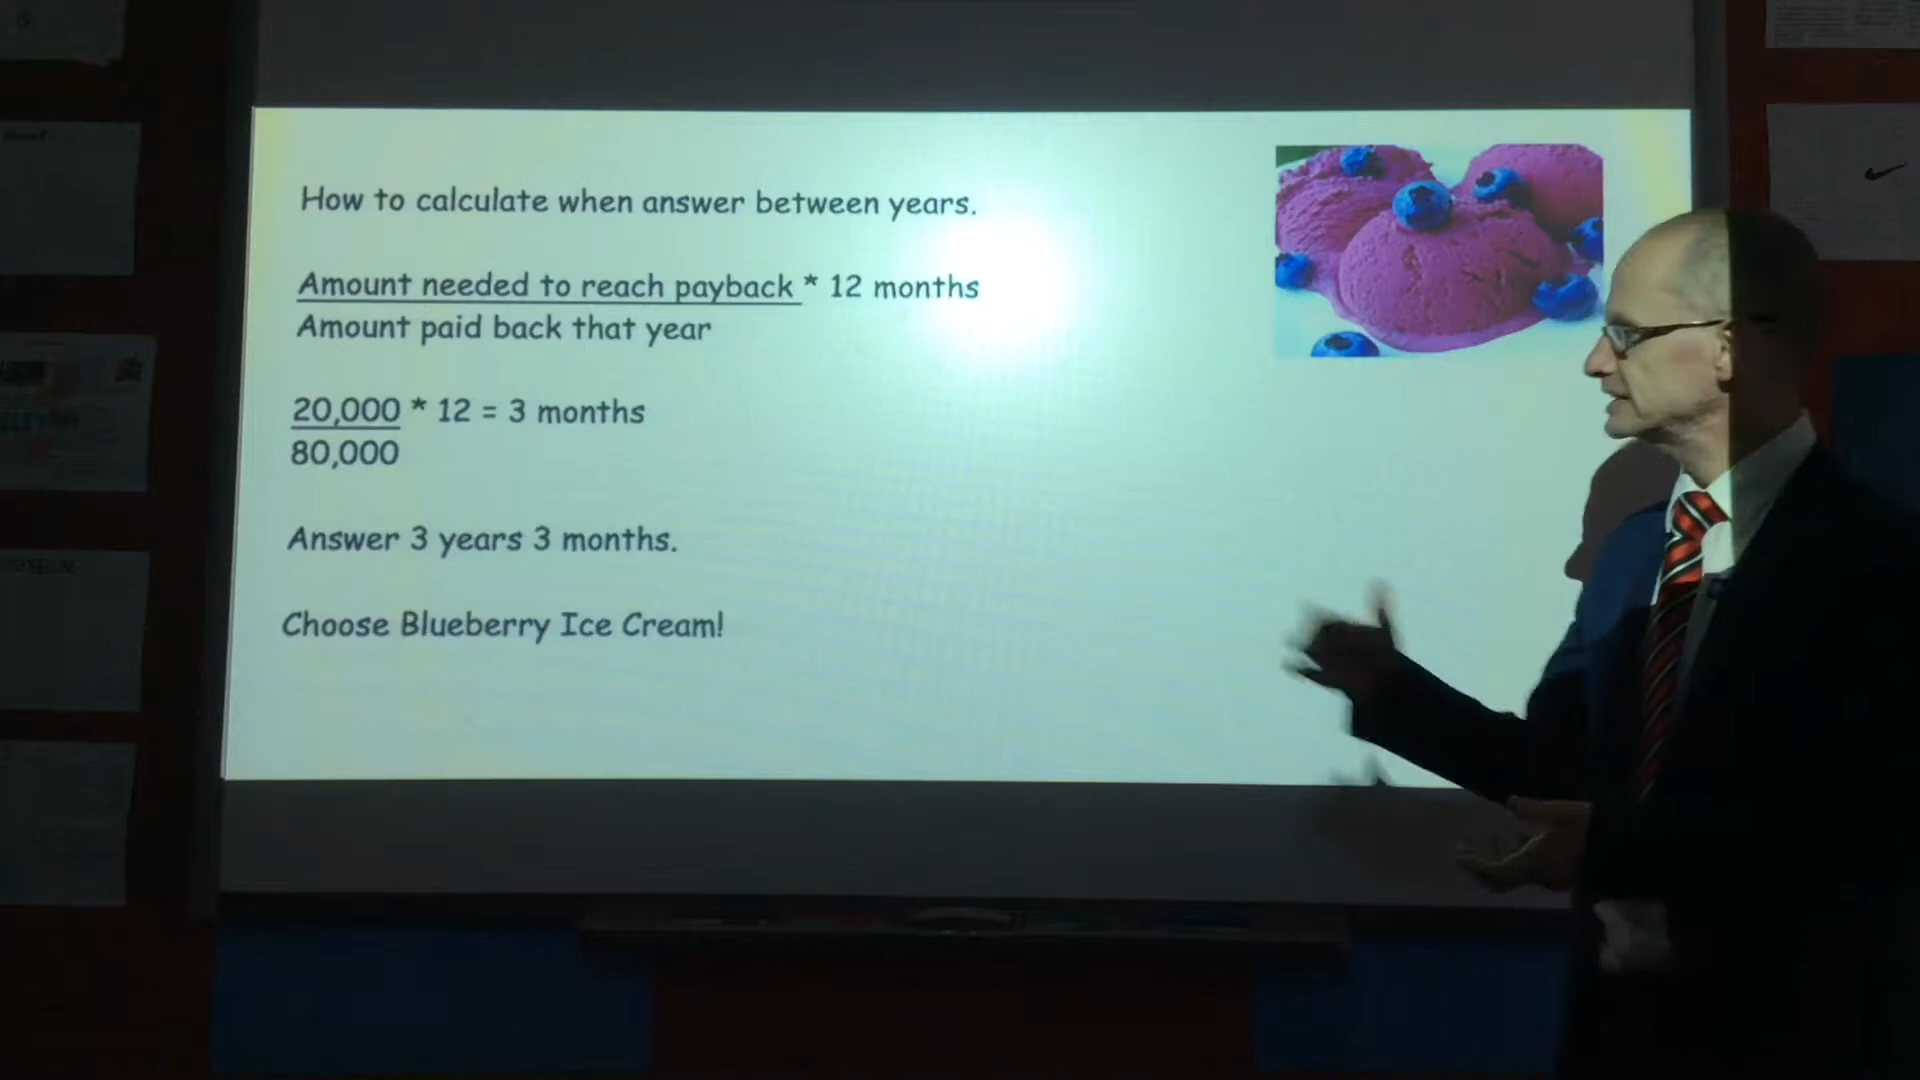 How to calculate when answer between years.
Amount needed to reach payback * 12 months
Amount paid back that year
20,000 * 12 = 3 months
80,000
Answer 3 years 3 months.
Choose Blueberry Ice Cream!